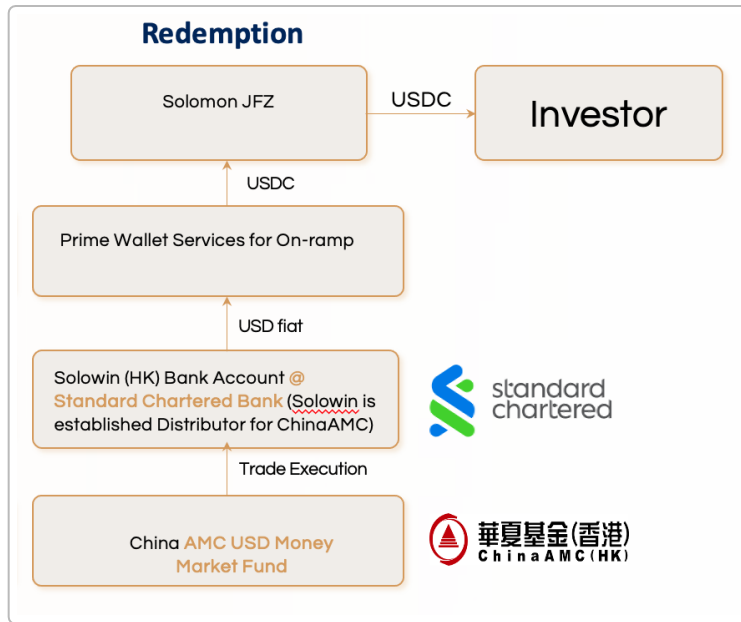 Redemption
Solomon JFZ
USDC
Investor
USDC
Prime Wallet Services for On-ramp
USD fiat
Solowin (HK) Bank Account @
Standard Chartered Bank (Solowin is
established Distributor for ChinaAMC)
standard
chartered
Trade Execution
China AMC USD Money
Market Fund
華夏基金(香港)
ChinaAMC(HK)